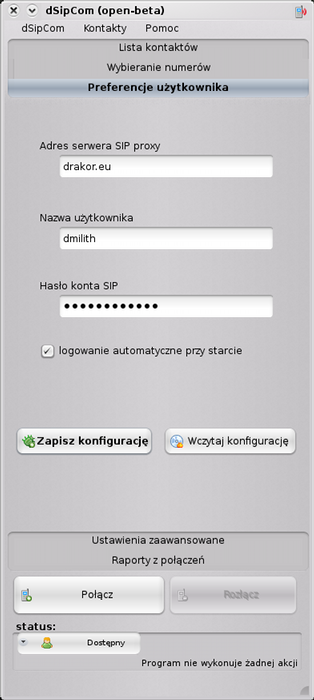 dSipCom (open-beta)
dSipCom Kontakty Pomoc
Lista kontaktów
Wybieranie numerów
Preferencje użytkownika
Adres serwera SIP proxy
drakor.eu
Nazwa użytkownika
dmilith
Hasło konta SIP
••••••••••••
logowanie automatyczne przy starcie
Zapisz konfigurację Wczytaj konfigurację
Ustawienia zaawansowane
Raporty z połączeń
Połącz Rozłącz
status:
Dostępny
Program nie wykonuje żadnej akcji